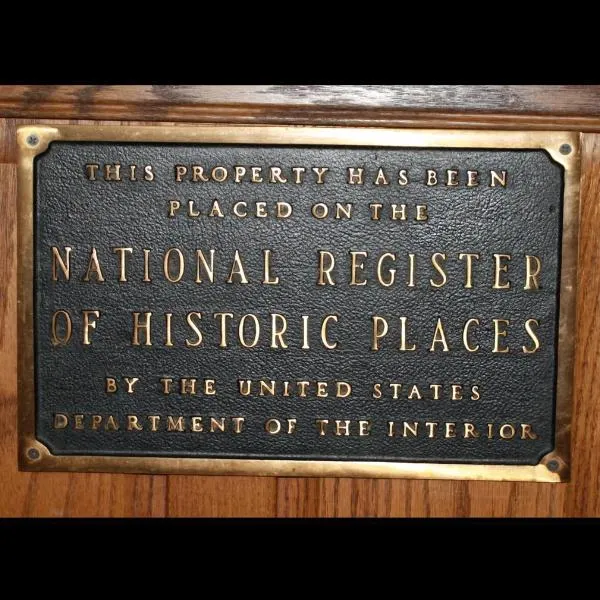 THIS PROPERTY HAS BEEN
PLACED ON THE
NATIONAL REGISTER
OF HISTORIC PLACES
BY THE UNITED STATES
DEPARTMENT OF THE INTERIOR